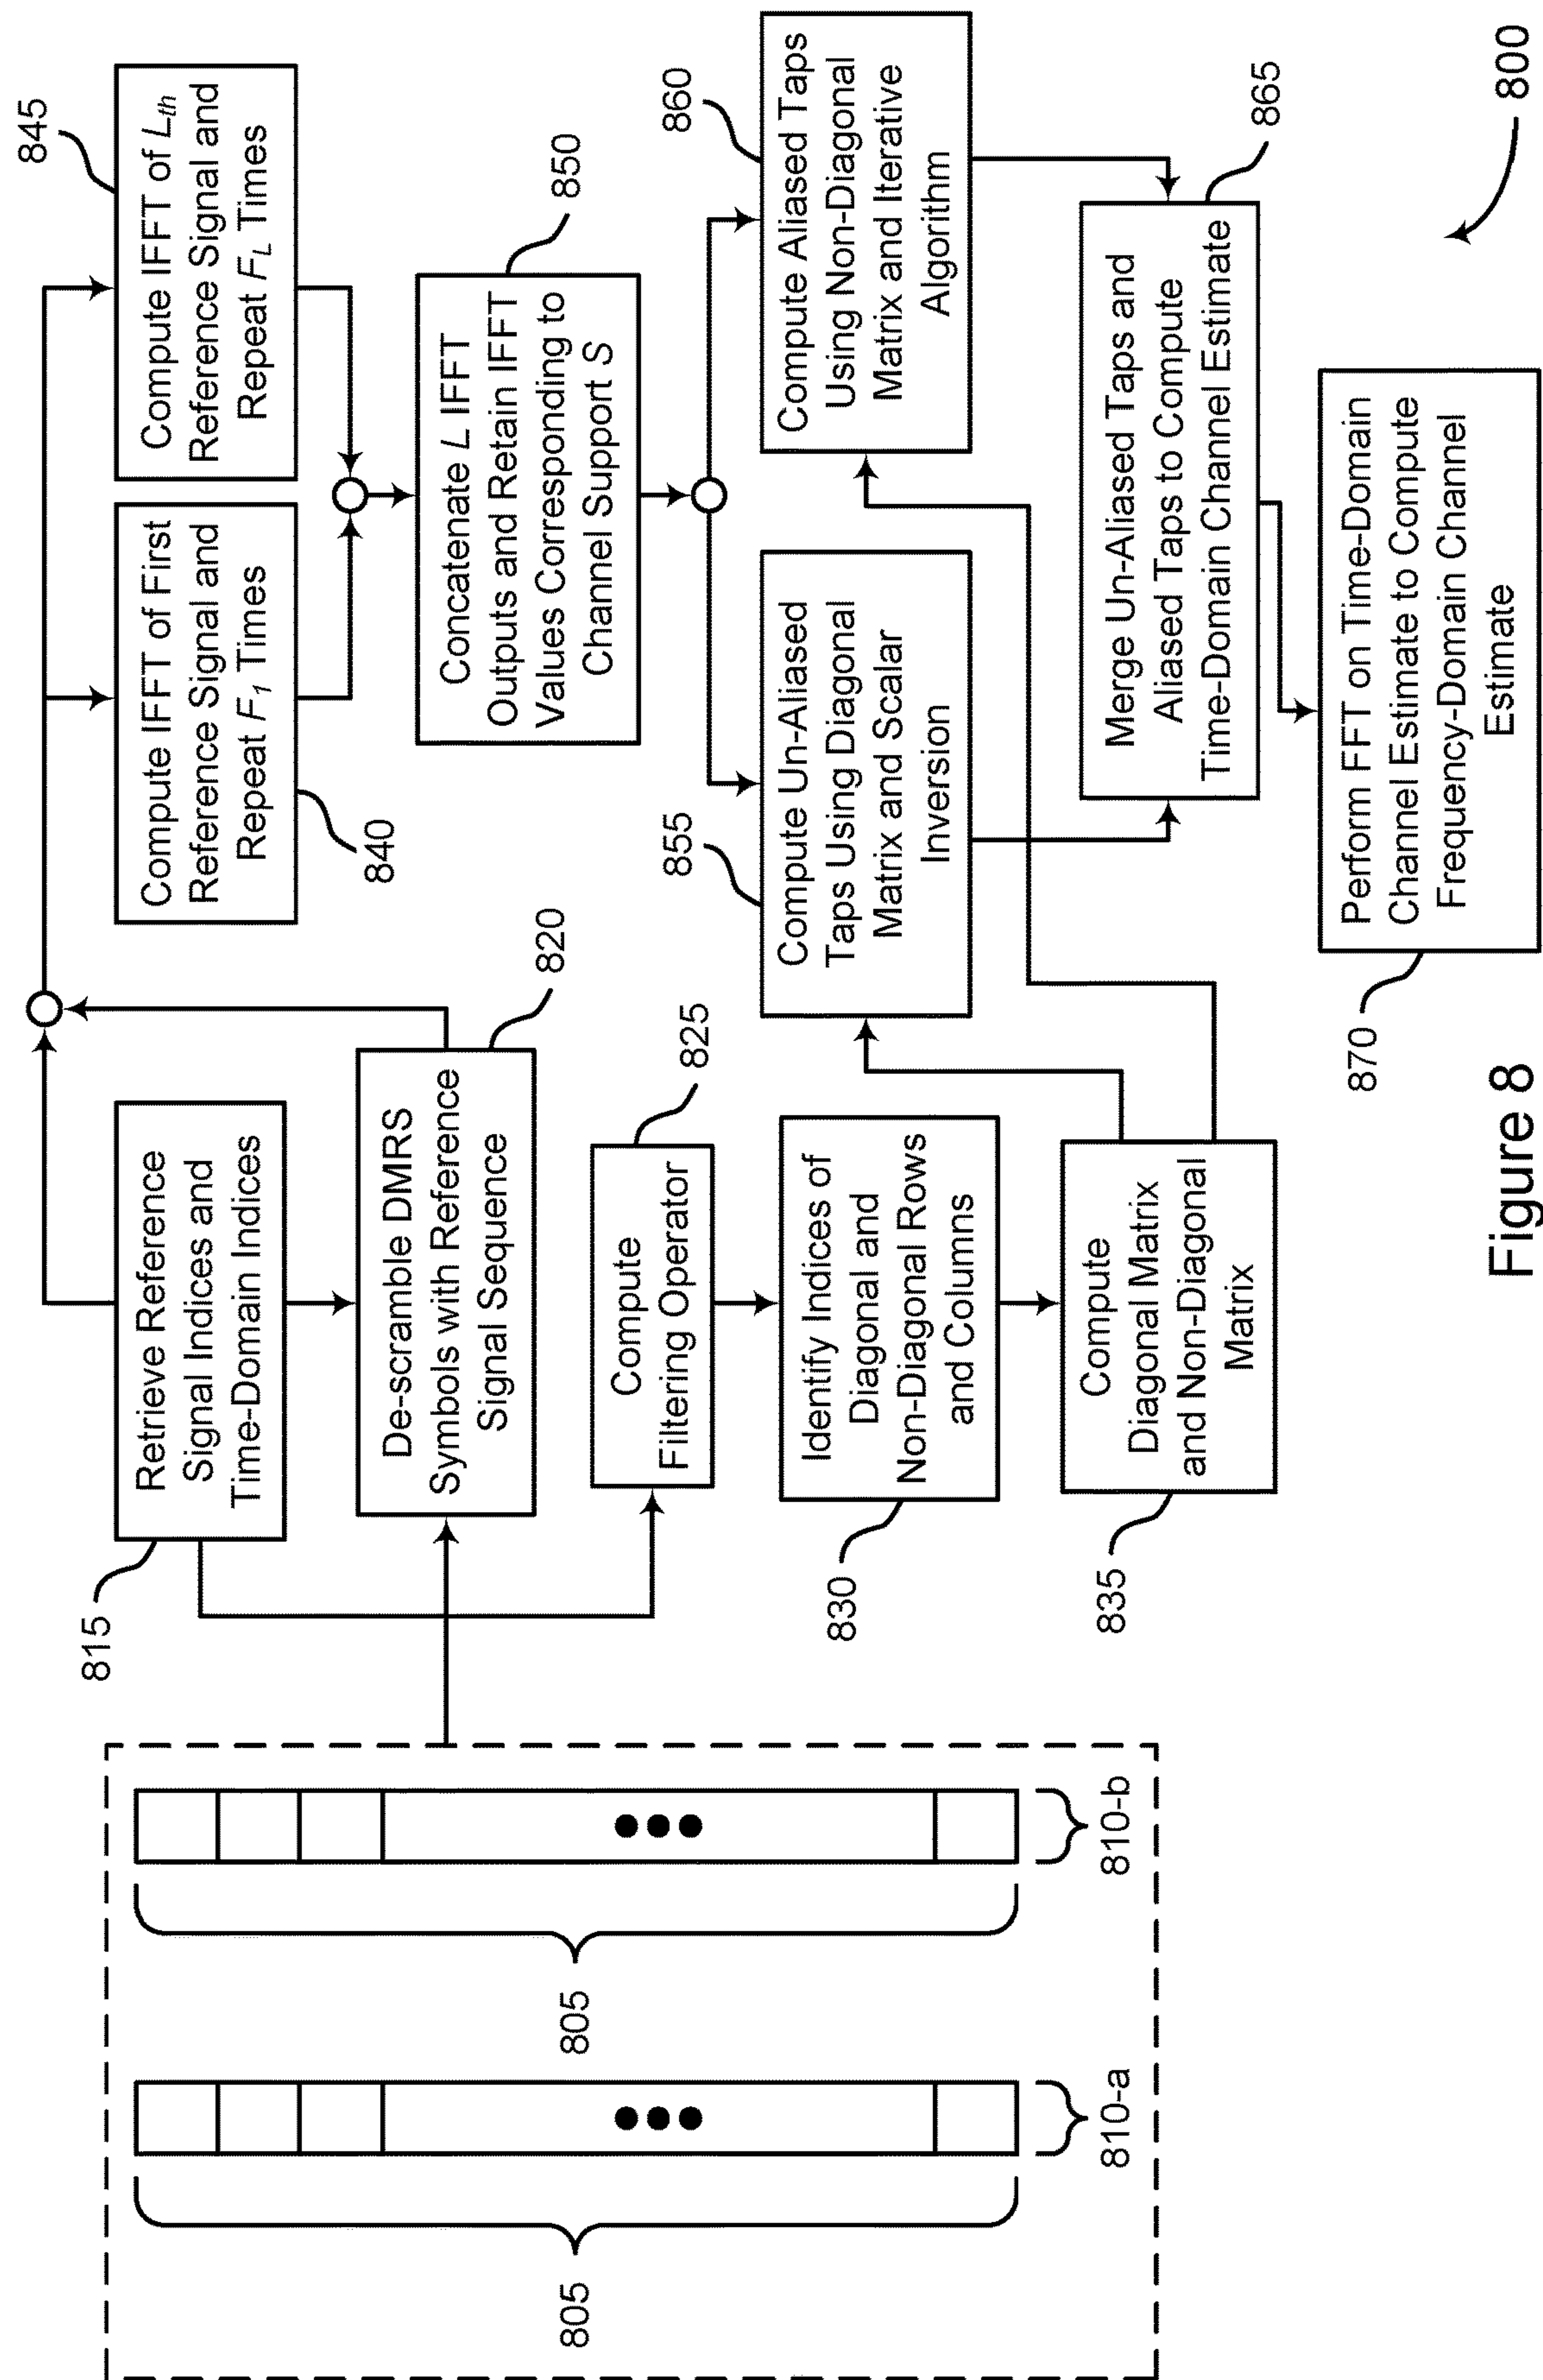 805
810-a
805
810-b
815
Retrieve Reference
Signal Indices and
Time-Domain Indices
820
De-scramble DMRS
Symbols with Reference
Signal Sequence
825
Compute
Filtering Operator
830
Identify Indices of
Diagonal and
Non-Diagonal Rows
and Columns
835
Compute
Diagonal Matrix
and Non-Diagonal
Matrix
840
Compute IFFT of First
Reference Signal and
Repeat F1 Times
845
Compute IFFT of Lth
Reference Signal and
Repeat FL Times
850
Concatenate L IFFT
Outputs and Retain IFFT
Values Corresponding to
Channel Support S
855
Compute Un-Aliased
Taps Using Diagonal
Matrix and Scalar
Inversion
860
Compute Aliased Taps
Using Non-Diagonal
Matrix and Iterative
Algorithm
865
Merge Un-Aliased Taps and
Aliased Taps to Compute
Time-Domain Channel Estimate
870
Perform FFT on Time-Domain
Channel Estimate to Compute
Frequency-Domain Channel
Estimate
800
Figure 8